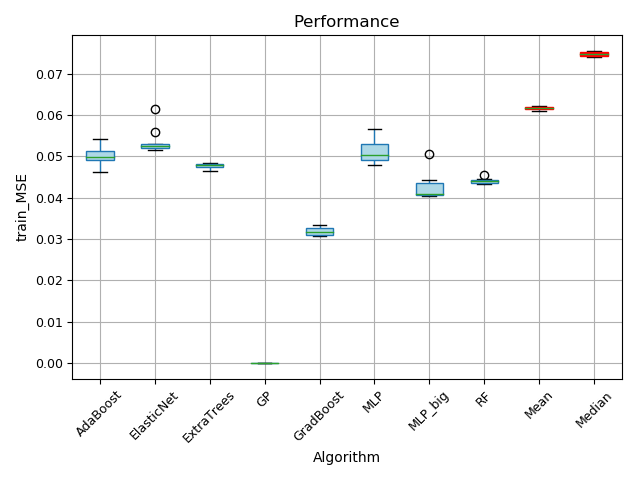 Performance
train_MSE
0.07
0.06
0.05
0.04
0.03
0.02
0.01
0.00
AdaBoost
ElasticNet
ExtraTrees
GP
GradBoost
MLP
MLP_big
RF
Mean
Median
Algorithm